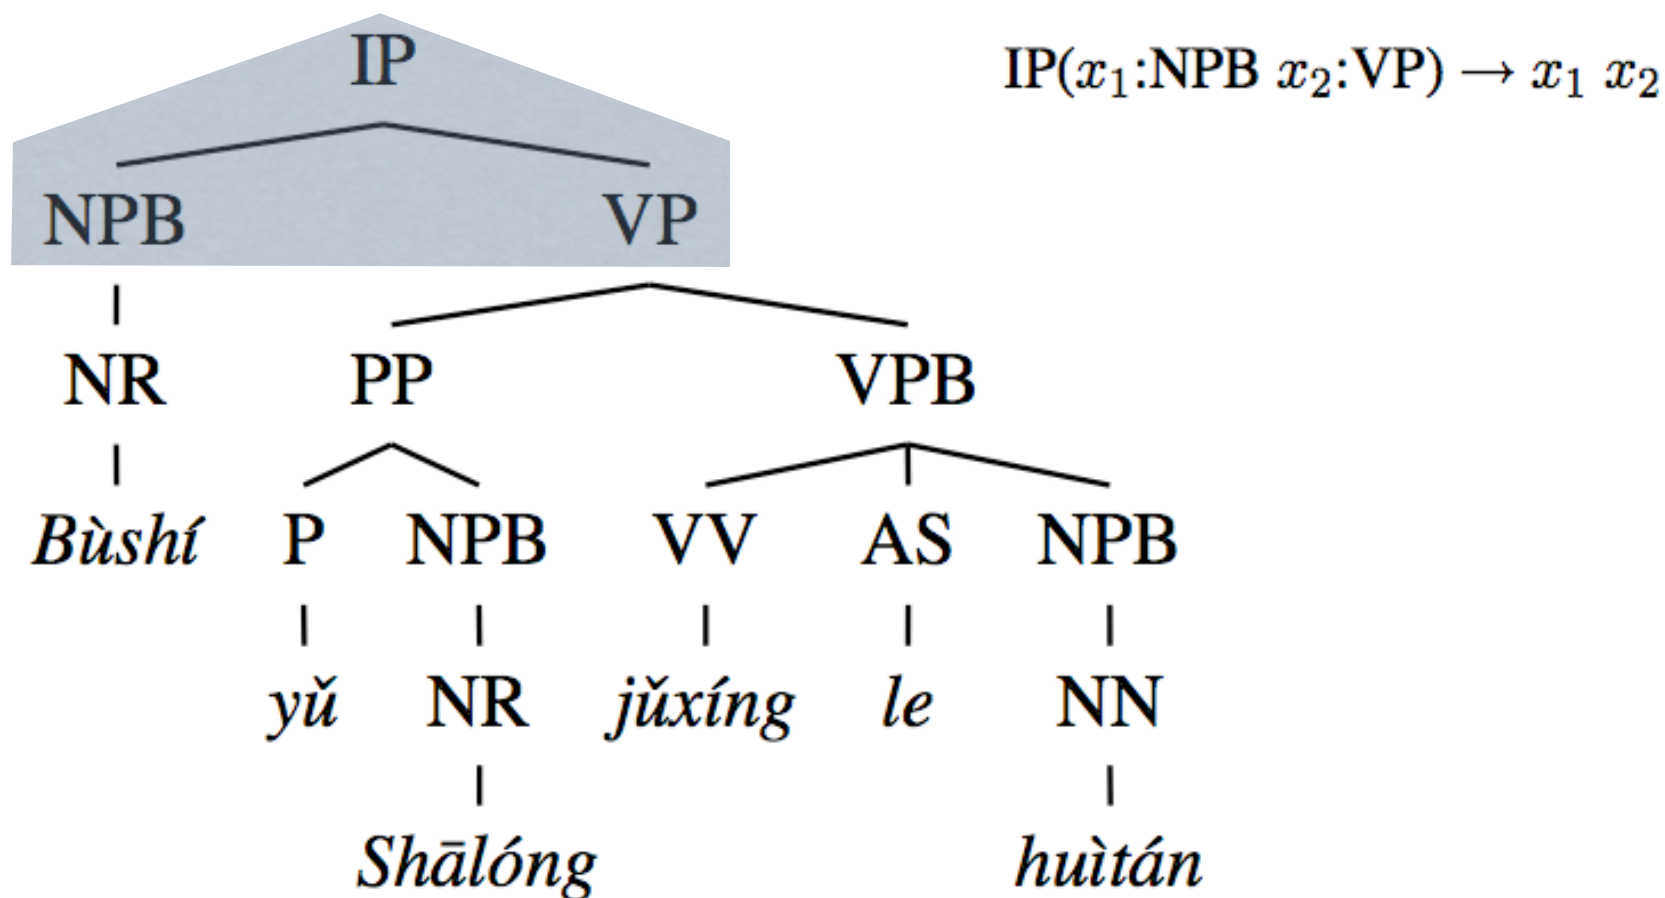 IP
IP(x₁:NPB x₂:VP) → x₁ x₂
NPB VP
NR PP VPB
Bùshí P NPB VV AS NPB
yǔ NR jǔxíng le NN
Shālóng huìtán